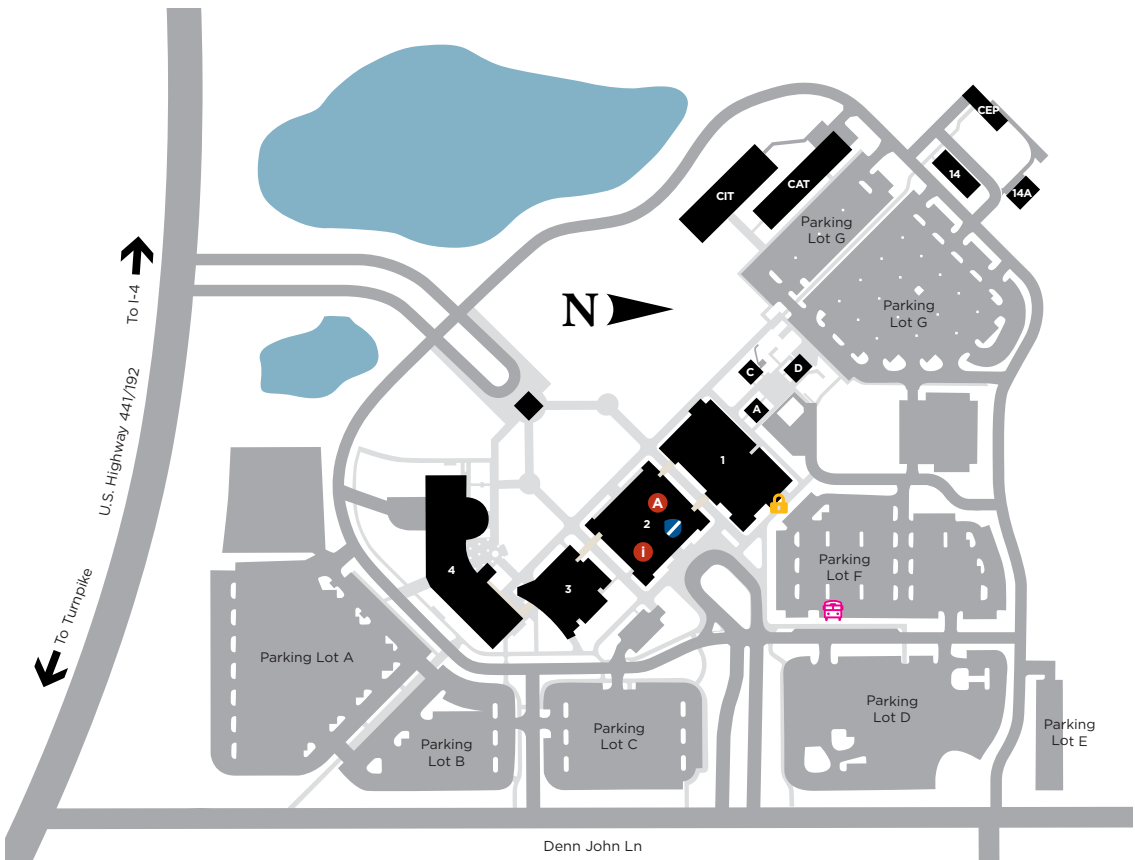 CEP
14
14A
CIT
CAT
Parking
Lot G
Parking
Lot G
To I-4
N
C
D
A
U.S. Highway 441/192
1
A
2
i
4
3
Parking
Lot F
To Turnpike
Parking Lot A
Parking
Lot D
Parking
Lot B
Parking
Lot C
Parking
Lot E
Denn John Ln